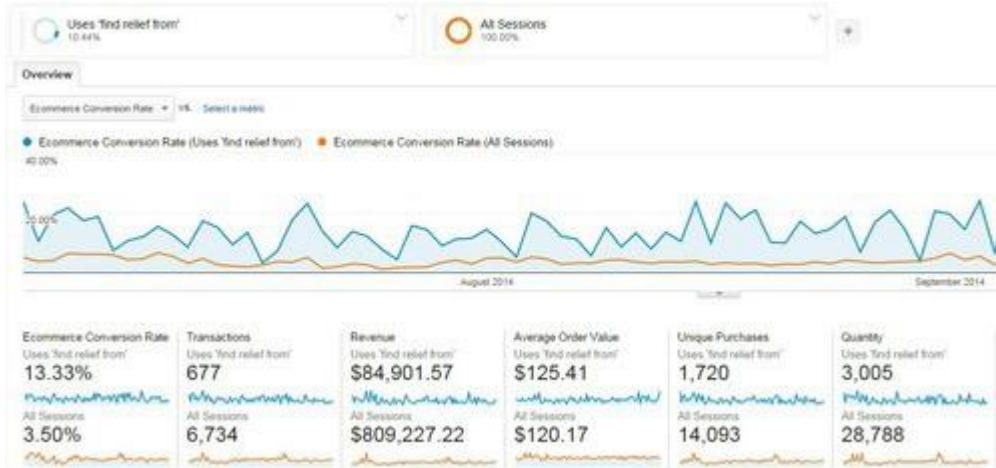 Uses 'find relief from'
10.44%
All Sessions
100.00%
+
Overview
Ecommerce Conversion Rate vs. Select a metric
Ecommerce Conversion Rate (Uses 'find relief from') Ecommerce Conversion Rate (All Sessions)
40.00%
20.00%
August 2014 September 2014
Ecommerce Conversion Rate Transactions Revenue Average Order Value Unique Purchases Quantity
Uses 'find relief from' Uses 'find relief from' Uses 'find relief from' Uses 'find relief from' Uses 'find relief from' Uses 'find relief from'
13.33% 677 $84,901.57 $125.41 1,720 3,005
All Sessions All Sessions All Sessions All Sessions All Sessions All Sessions
3.50% 6,734 $809,227.22 $120.17 14,093 28,788